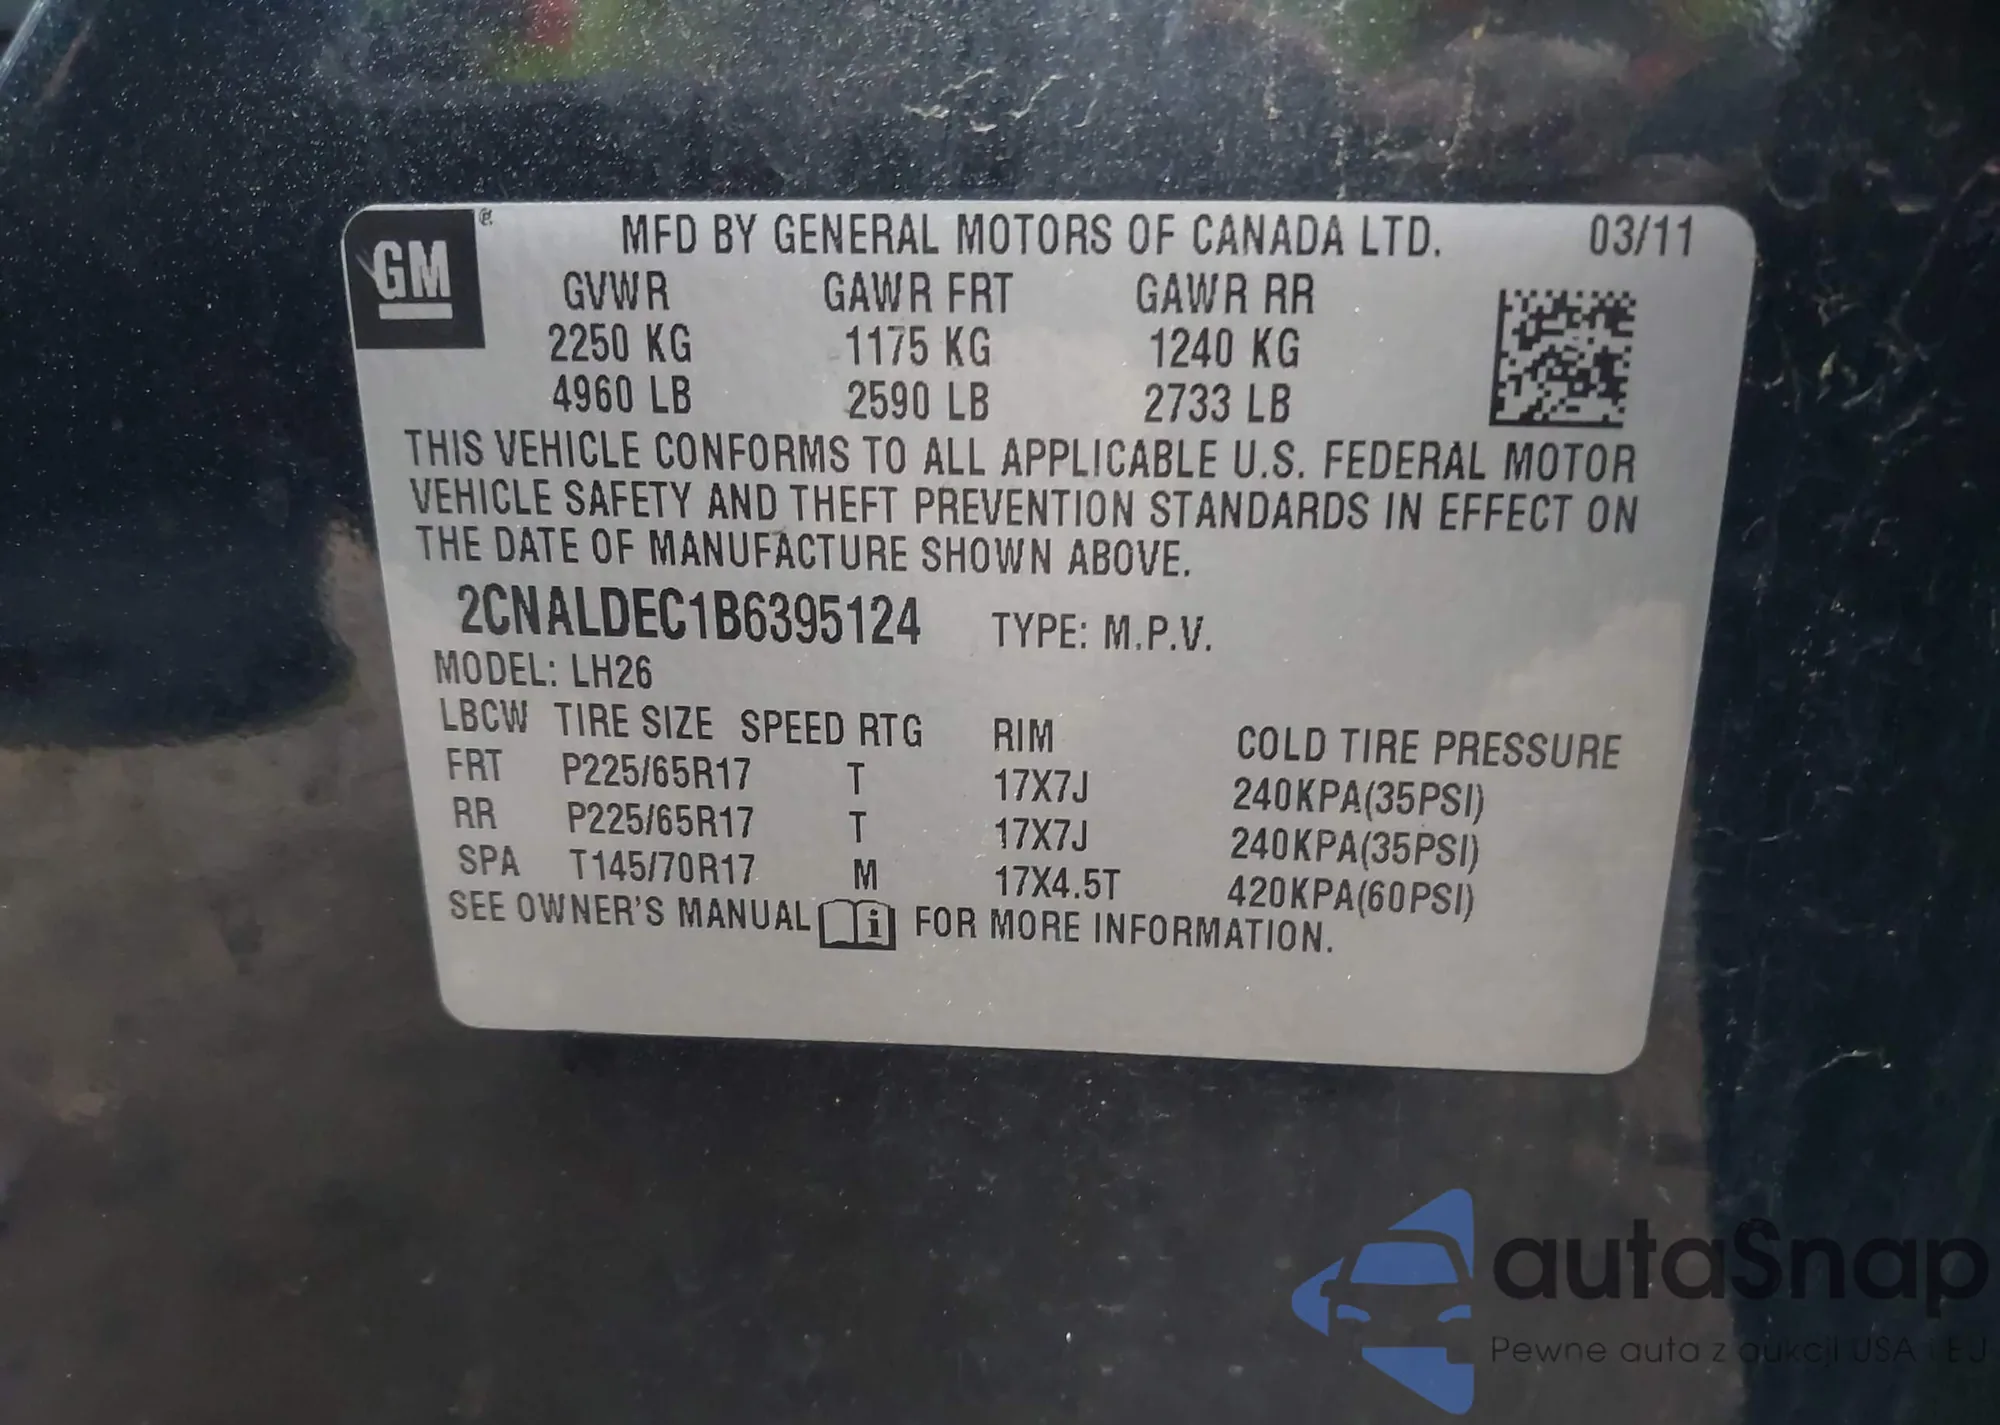 GM
MFD BY GENERAL MOTORS OF CANADA LTD. 03/11
GVWR GAWR FRT GAWR RR
2250 KG 1175 KG 1240 KG
4960 LB 2590 LB 2733 LB
THIS VEHICLE CONFORMS TO ALL APPLICABLE U.S. FEDERAL MOTOR
VEHICLE SAFETY AND THEFT PREVENTION STANDARDS IN EFFECT ON
THE DATE OF MANUFACTURE SHOWN ABOVE.
2CNALDEC1B6395124 TYPE: M.P.V.
MODEL: LH26
LBCW TIRE SIZE SPEED RTG RIM COLD TIRE PRESSURE
FRT P225/65R17 T 17X7J 240KPA(35PSI)
RR P225/65R17 T 17X7J 240KPA(35PSI)
SPA T145/70R17 M 17X4.5T 420KPA(60PSI)
SEE OWNER'S MANUAL i FOR MORE INFORMATION.
autaSnap
Pewne auta z aukcji USA i EU